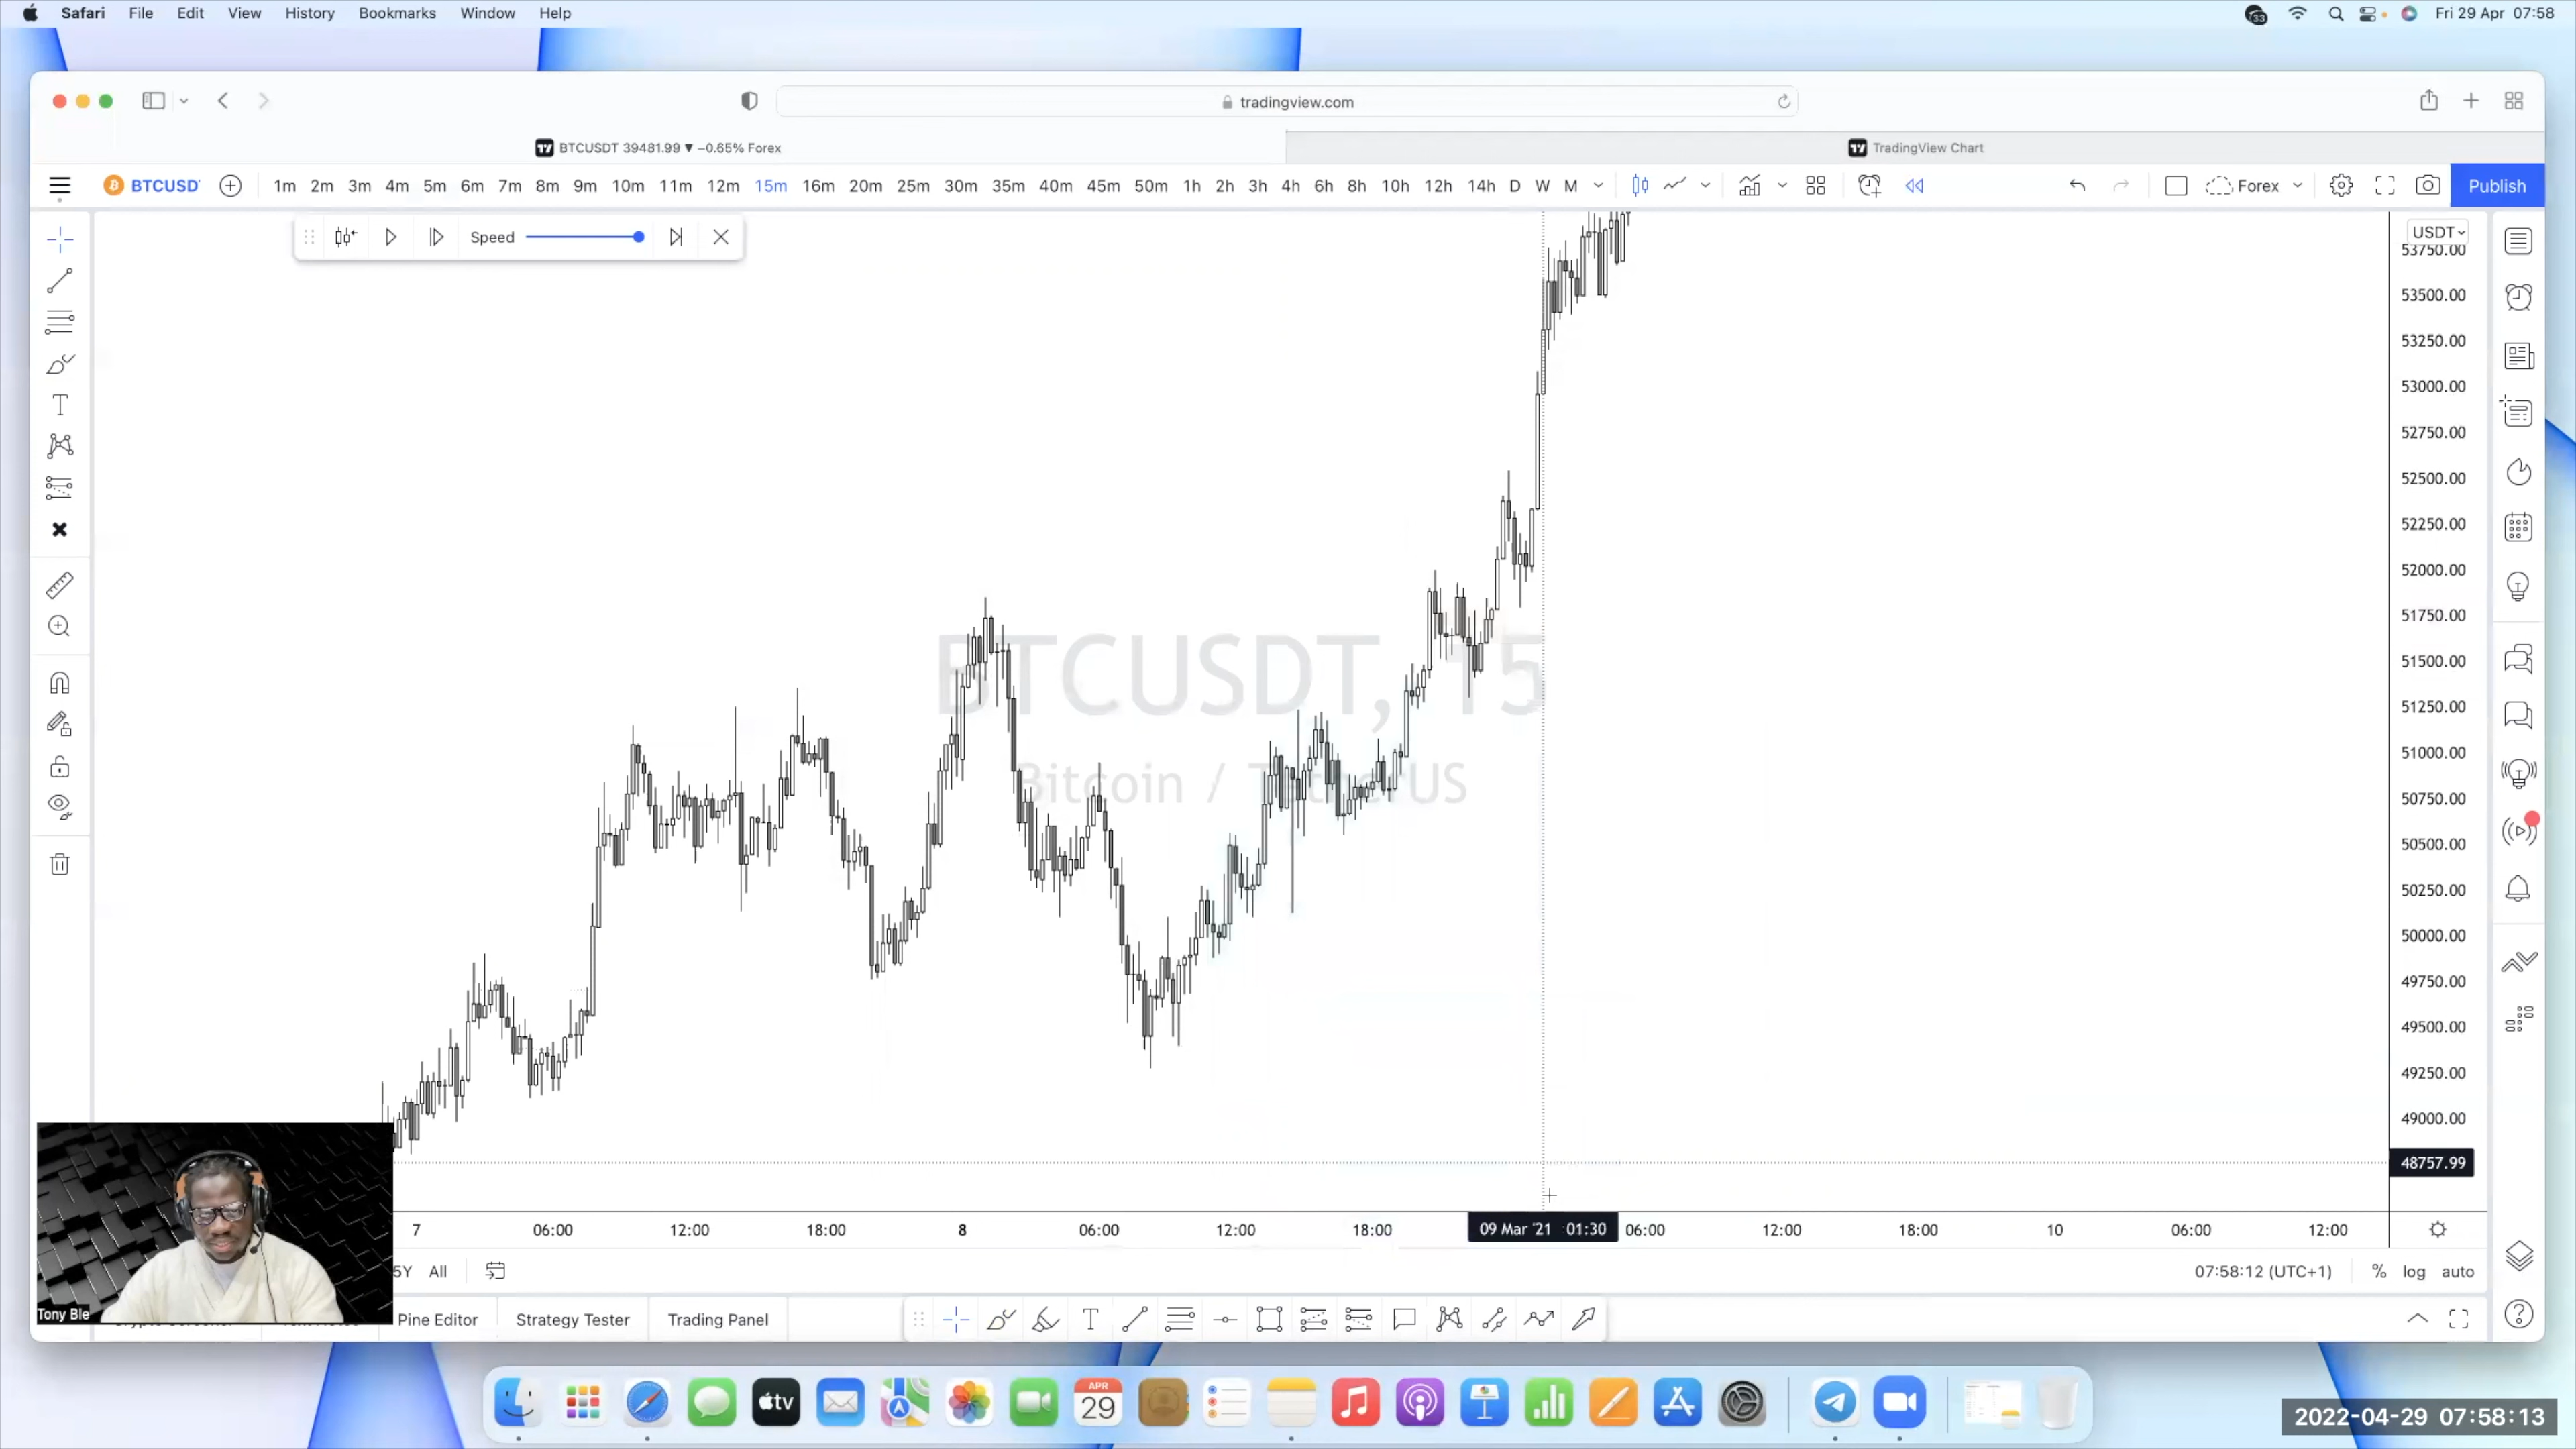 Safari File Edit View History Bookmarks Window Help
33 Fri 29 Apr 07:58
tradingview.com
BTCUSDT 39481.99 ▼ −0.65% Forex
TradingView Chart
BTCUSD 1m 2m 3m 4m 5m 6m 7m 8m 9m 10m 11m 12m 15m 16m 20m 25m 30m 35m 40m 45m 50m 1h 2h 3h 4h 6h 8h 10h 12h 14h D W M Forex Publish
Speed
USDT
53750.00
53500.00
53250.00
53000.00
52750.00
52500.00
52250.00
52000.00
51750.00
51500.00
51250.00
51000.00
50750.00
50500.00
50250.00
50000.00
49750.00
49500.00
49250.00
49000.00
48757.99
BTCUSDT, 15
Bitcoin / TetherUS
7 06:00 12:00 18:00 8 06:00 12:00 18:00 09 Mar '21 01:30 06:00 12:00 18:00 10 06:00 12:00
5Y All
07:58:12 (UTC+1) % log auto
Tony Ble
Pine Editor Strategy Tester Trading Panel
tv
APR
29
2022-04-29 07:58:13